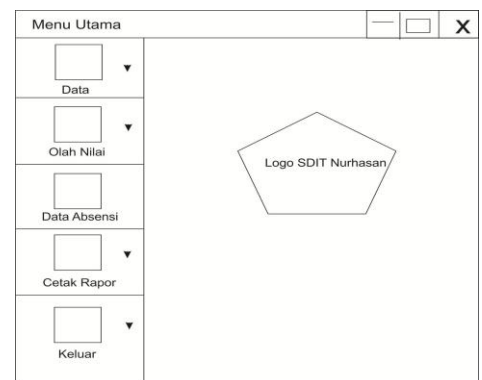 Menu Utama
X
Data
Olah Nilai
Data Absensi
Cetak Rapor
Keluar
Logo SDIT Nurhasan